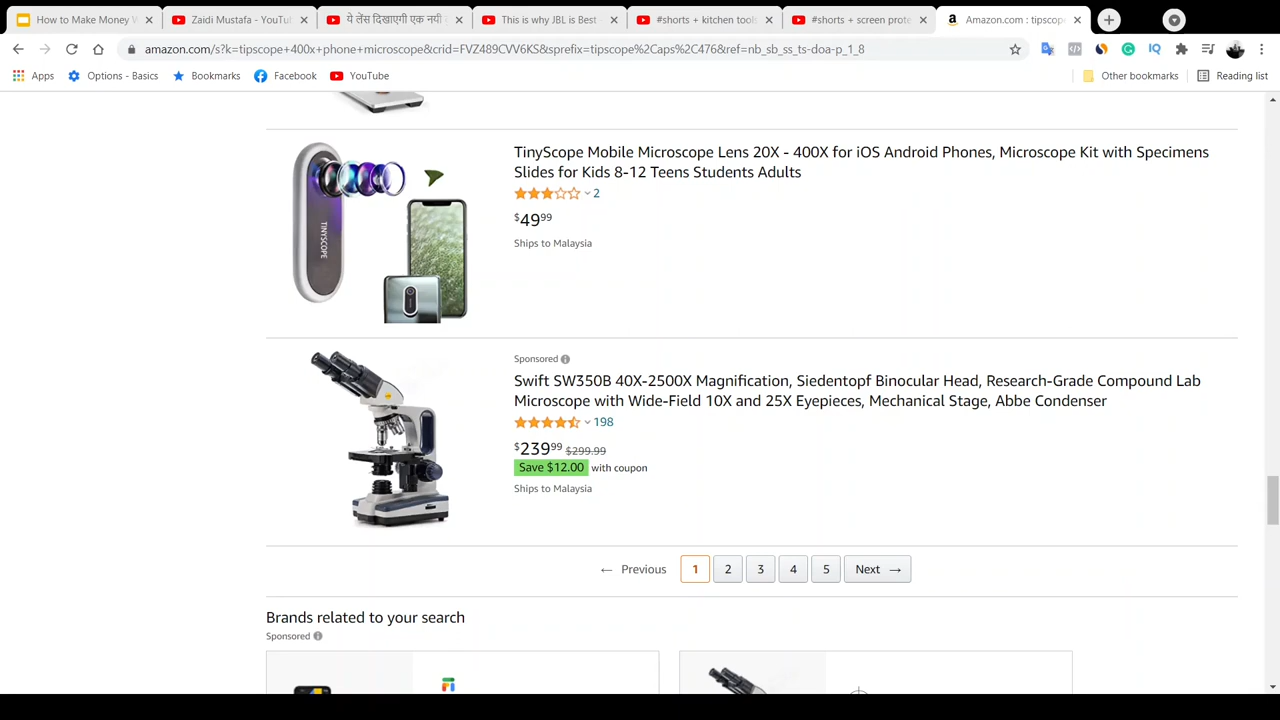 How to Make Money W
Zaidi Mustafa - YouTu
ये लेंस दिखाएगी एक नयी
This is why JBL is Best -
#shorts + kitchen tools
#shorts + screen prote
Amazon.com : tipscop
amazon.com/s?k=tipscope+400x+phone+microscope&crid=FVZ489CVV6KS&sprefix=tipscope%2Caps%2C476&ref=nb_sb_ss_ts-doa-p_1_8
Apps
Options - Basics
Bookmarks
Facebook
YouTube
Other bookmarks
Reading list
TinyScope Mobile Microscope Lens 20X - 400X for iOS Android Phones, Microscope Kit with Specimens
Slides for Kids 8-12 Teens Students Adults
2
$49.99
Ships to Malaysia
TINYSCOPE
Sponsored
Swift SW350B 40X-2500X Magnification, Siedentopf Binocular Head, Research-Grade Compound Lab
Microscope with Wide-Field 10X and 25X Eyepieces, Mechanical Stage, Abbe Condenser
198
$239.99 $299.99
Save $12.00 with coupon
Ships to Malaysia
← Previous 1 2 3 4 5 Next →
Brands related to your search
Sponsored